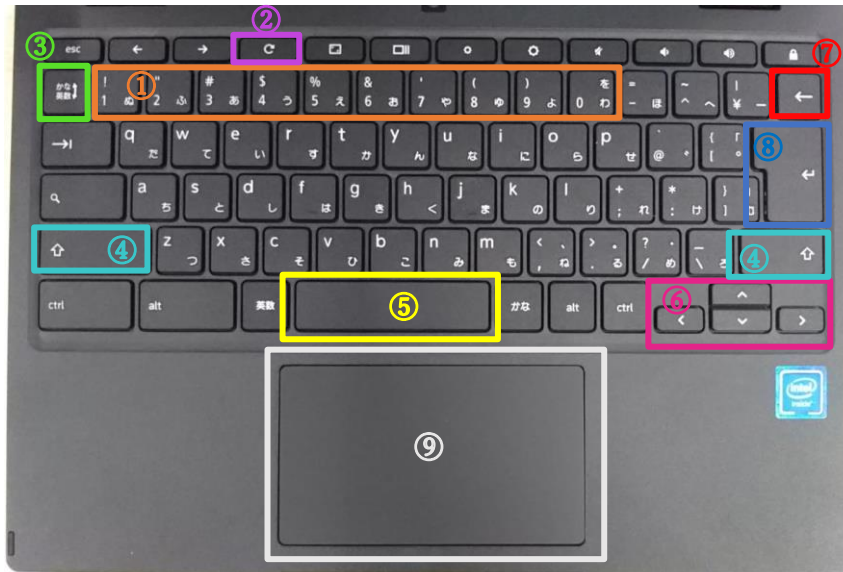 ②
③ esc ← → ⑦
かな 英数 ① ! 1 ぬ " 2 ふ # 3 あ $ 4 う % 5 え & 6 お ' 7 や ( 8 ゆ ) 9 よ を 0 わ = - ほ ~ ^ へ | ¥ ー ←
→| q た w て e い r す t か y ん u な i に o ら p せ ` @ ゛ { 「 [ ゜ ⑧
a ち s と d し f は g き h く j ま k の l り + ; れ * : け } ]
④ z つ x さ c そ v ひ b こ n み m も < 、 , ね > 。 . る ? ・ / め _ \ ろ ④
ctrl alt 英数 ⑤ かな alt ctrl ⑥
intel
inside
⑨